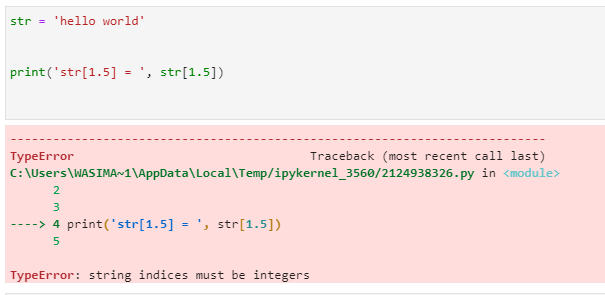 str = 'hello world'
print('str[1.5] = ', str[1.5])
---------------------------------------------------------------------------
TypeError                                 Traceback (most recent call last)
C:\Users\WASIMA~1\AppData\Local\Temp/ipykernel_3560/2124938326.py in <module>
      2
      3
----> 4 print('str[1.5] = ', str[1.5])
      5
TypeError: string indices must be integers